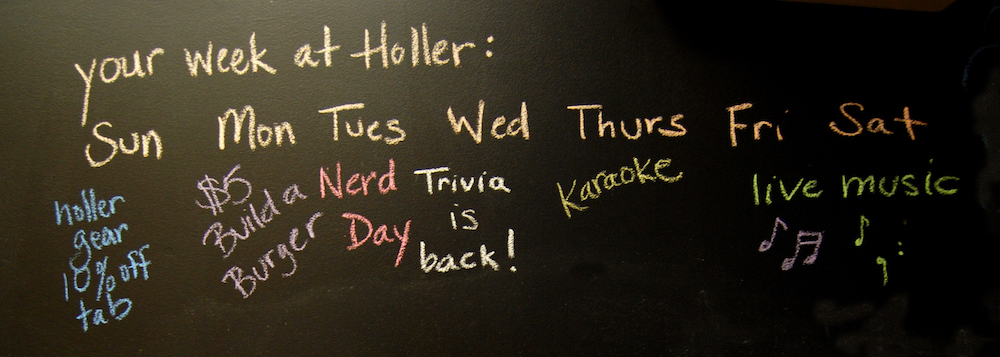 your week at Holler:
Sun Mon Tues Wed Thurs Fri Sat
holler
gear
10% off
tab
$5
Build a
Burger
Nerd
Day
Trivia
is
back!
Karaoke
live music